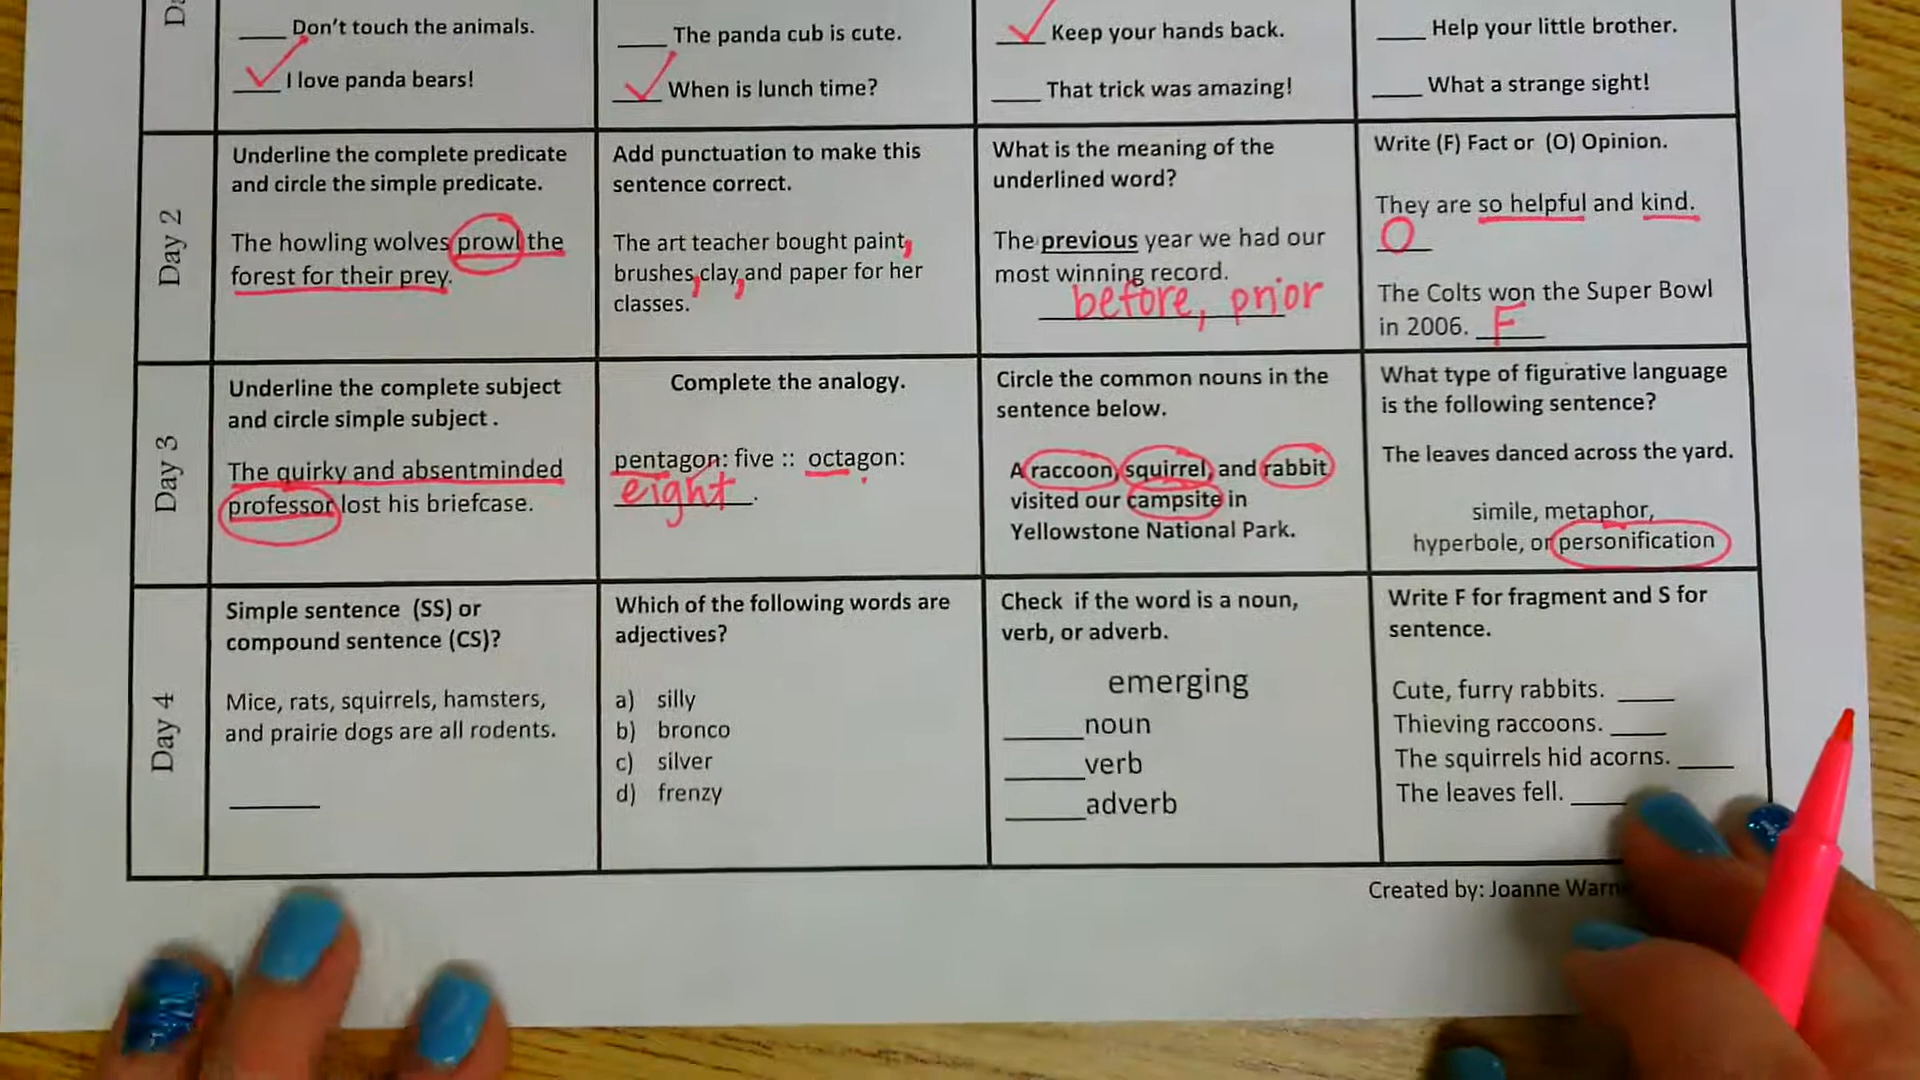 Don't touch the animals.
I love panda bears!
The panda cub is cute.
When is lunch time?
Keep your hands back.
That trick was amazing!
Help your little brother.
What a strange sight!
Day 2
Underline the complete predicate
and circle the simple predicate.
The howling wolves prowl the
forest for their prey.
Add punctuation to make this
sentence correct.
The art teacher bought paint,
brushes, clay, and paper for her
classes.
What is the meaning of the
underlined word?
The previous year we had our
most winning record.
before, prior
Write (F) Fact or (O) Opinion.
They are so helpful and kind.
O
The Colts won the Super Bowl
in 2006. F
Day 3
Underline the complete subject
and circle simple subject .
The quirky and absentminded
professor lost his briefcase.
Complete the analogy.
pentagon: five :: octagon:
eight .
Circle the common nouns in the
sentence below.
A raccoon, squirrel, and rabbit
visited our campsite in
Yellowstone National Park.
What type of figurative language
is the following sentence?
The leaves danced across the yard.
simile, metaphor,
hyperbole, or personification
Day 4
Simple sentence (SS) or
compound sentence (CS)?
Mice, rats, squirrels, hamsters,
and prairie dogs are all rodents.
Which of the following words are
adjectives?
a) silly
b) bronco
c) silver
d) frenzy
Check if the word is a noun,
verb, or adverb.
emerging
noun
verb
adverb
Write F for fragment and S for
sentence.
Cute, furry rabbits.
Thieving raccoons.
The squirrels hid acorns.
The leaves fell.
Created by: Joanne